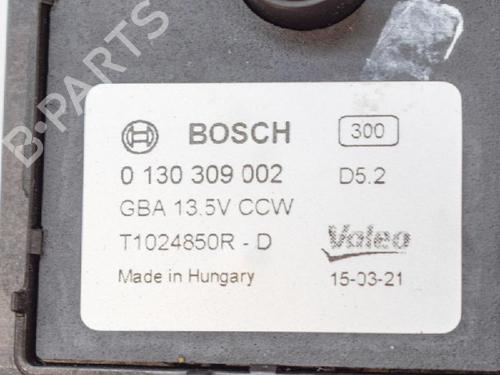 BOSCH 300
0 130 309 002 D5.2
GBA 13.5V CCW
T1024850R - D Valeo
Made in Hungary 15-03-21
B-PARTS